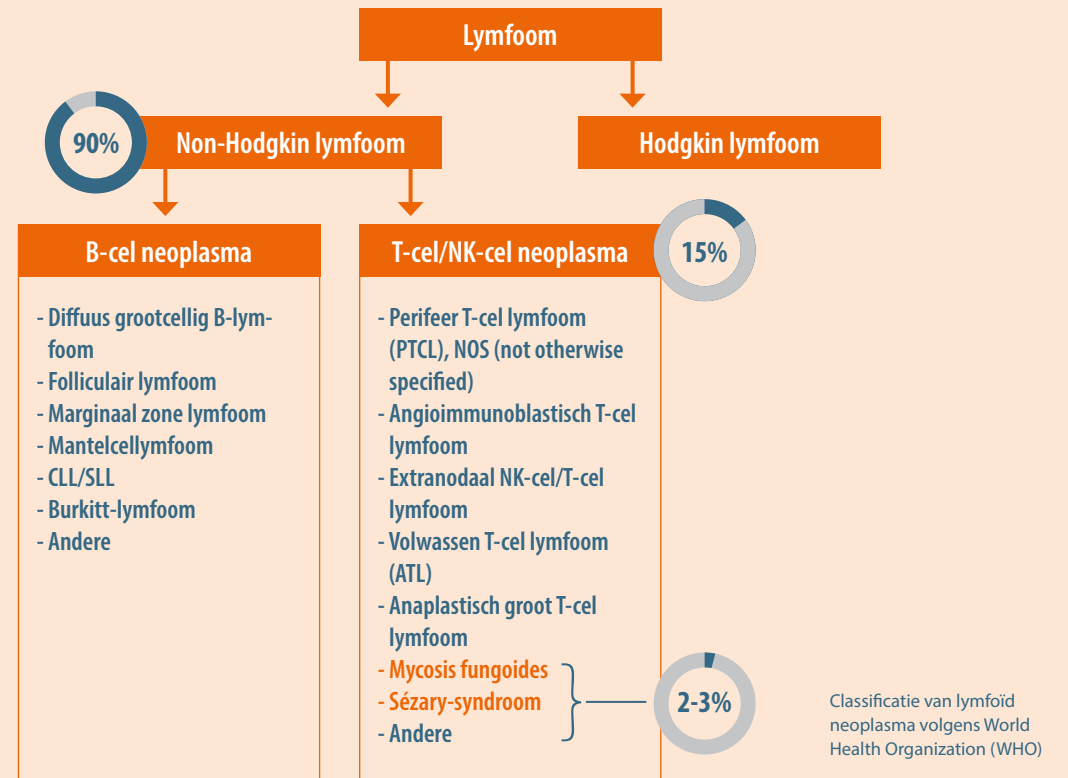 Lymfoom
90%
Non-Hodgkin lymfoom
Hodgkin lymfoom
B-cel neoplasma
- Diffuus grootcellig B-lym-
foom
- Folliculair lymfoom
- Marginaal zone lymfoom
- Mantelcellymfoom
- CLL/SLL
- Burkitt-lymfoom
- Andere
T-cel/NK-cel neoplasma
15%
- Perifeer T-cel lymfoom
(PTCL), NOS (not otherwise
specified)
- Angioimmunoblastisch T-cel
lymfoom
- Extranodaal NK-cel/T-cel
lymfoom
- Volwassen T-cel lymfoom
(ATL)
- Anaplastisch groot T-cel
lymfoom
- Mycosis fungoides
- Sézary-syndroom
- Andere
2-3%
Classificatie van lymfoïd
neoplasma volgens World
Health Organization (WHO)